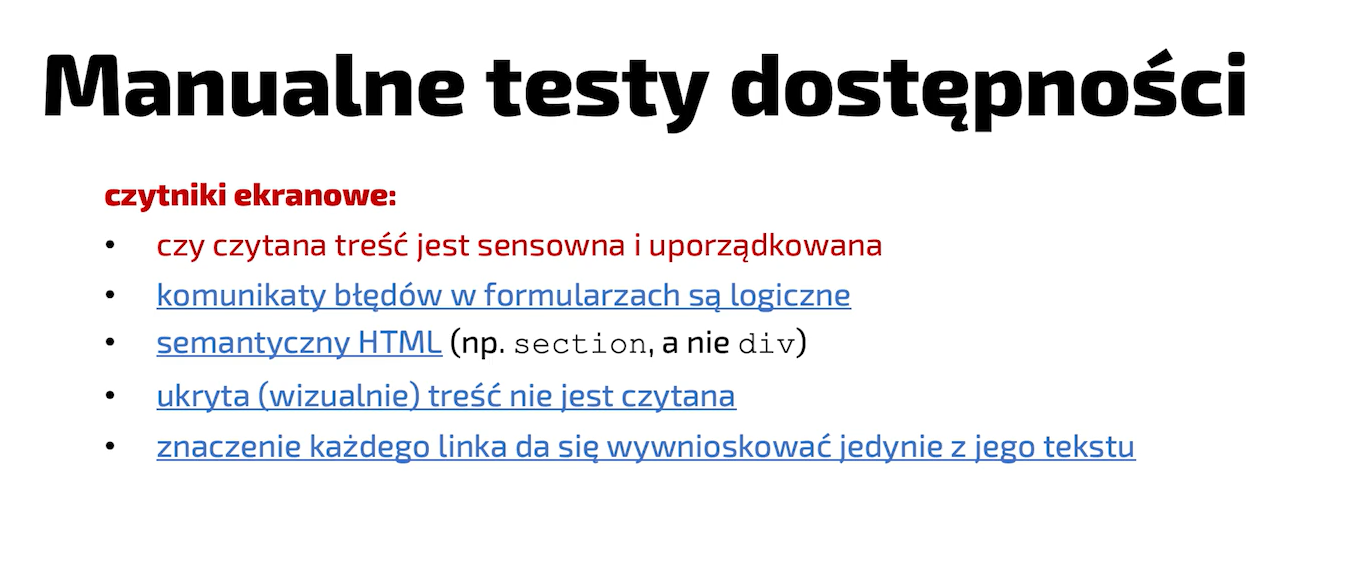 Manualne testy dostępności
czytniki ekranowe:
• czy czytana treść jest sensowna i uporządkowana
• komunikaty błędów w formularzach są logiczne
• semantyczny HTML (np. section, a nie div)
• ukryta (wizualnie) treść nie jest czytana
• znaczenie każdego linka da się wywnioskować jedynie z jego tekstu